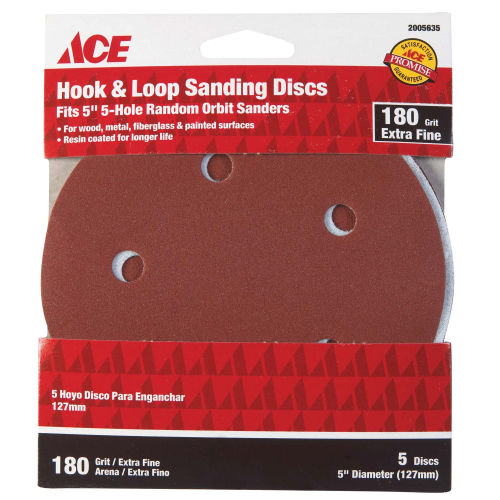 2005635
ACE
SATISFACTION
ACE
PROMISE
GUARANTEED
Hook & Loop Sanding Discs
Fits 5" 5-Hole Random Orbit Sanders
• For wood, metal, fiberglass & painted surfaces
• Resin coated for longer life
180 Grit
Extra Fine
5 Hoyo Disco Para Enganchar
127mm
180 Grit / Extra Fine
Arena / Extra Fino
5 Discs
5" Diameter (127mm)